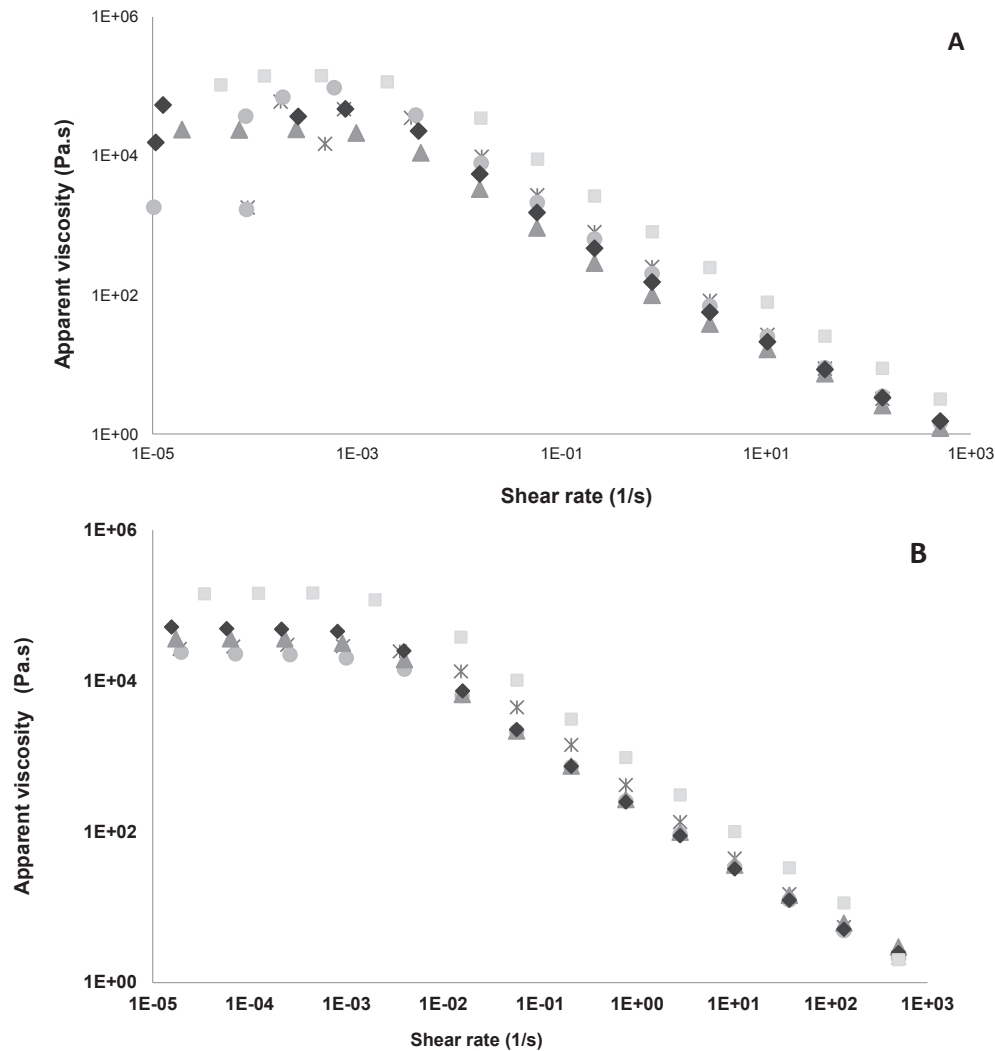 1E+06
A
1E+04
1E+02
1E+00
1E-05 1E-03 1E-01 1E+01 1E+03
Apparent viscosity (Pa.s)
Shear rate (1/s)
1E+06
B
1E+04
1E+02
1E+00
1E-05 1E-04 1E-03 1E-02 1E-01 1E+00 1E+01 1E+02 1E+03
Apparent viscosity (Pa.s)
Shear rate (1/s)